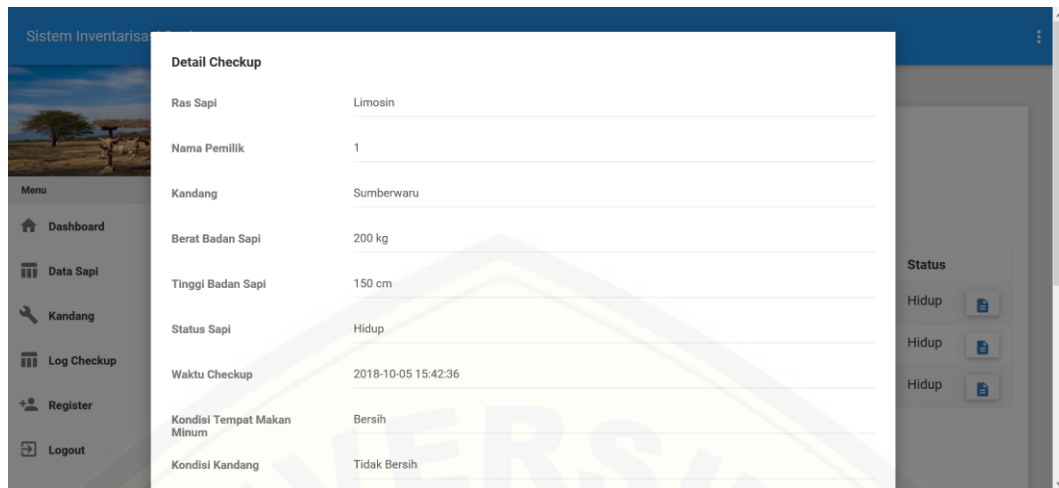 Sistem Inventarisa
Detail Checkup
Ras Sapi Limosin
Nama Pemilik 1
Menu
Kandang Sumberwaru
Dashboard
Berat Badan Sapi 200 kg
Data Sapi
Tinggi Badan Sapi 150 cm
Status
Kandang
Status Sapi Hidup
Hidup
Log Checkup
Waktu Checkup 2018-10-05 15:42:36
Hidup
Register
Kondisi Tempat Makan Minum Bersih
Hidup
Logout
Kondisi Kandang Tidak Bersih
VERSI